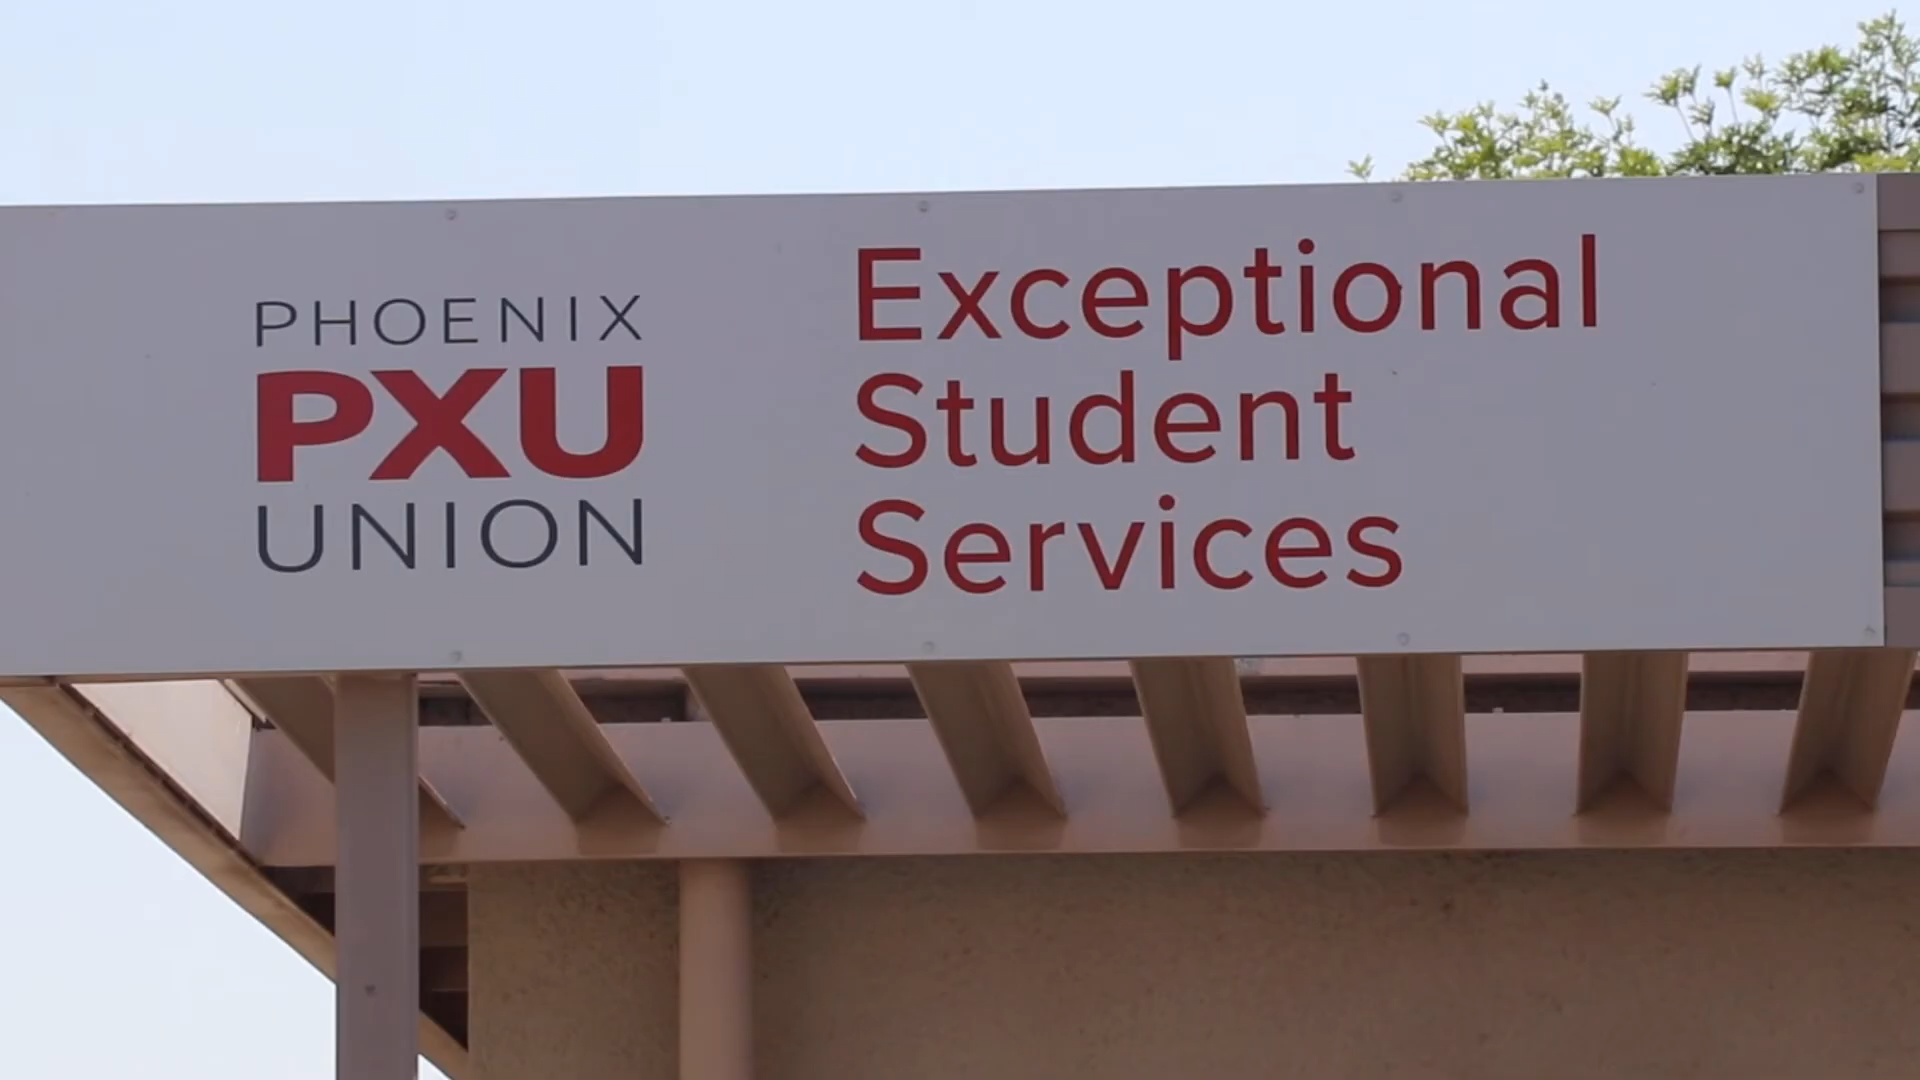 PHOENIX
PXU
UNION
Exceptional
Student
Services